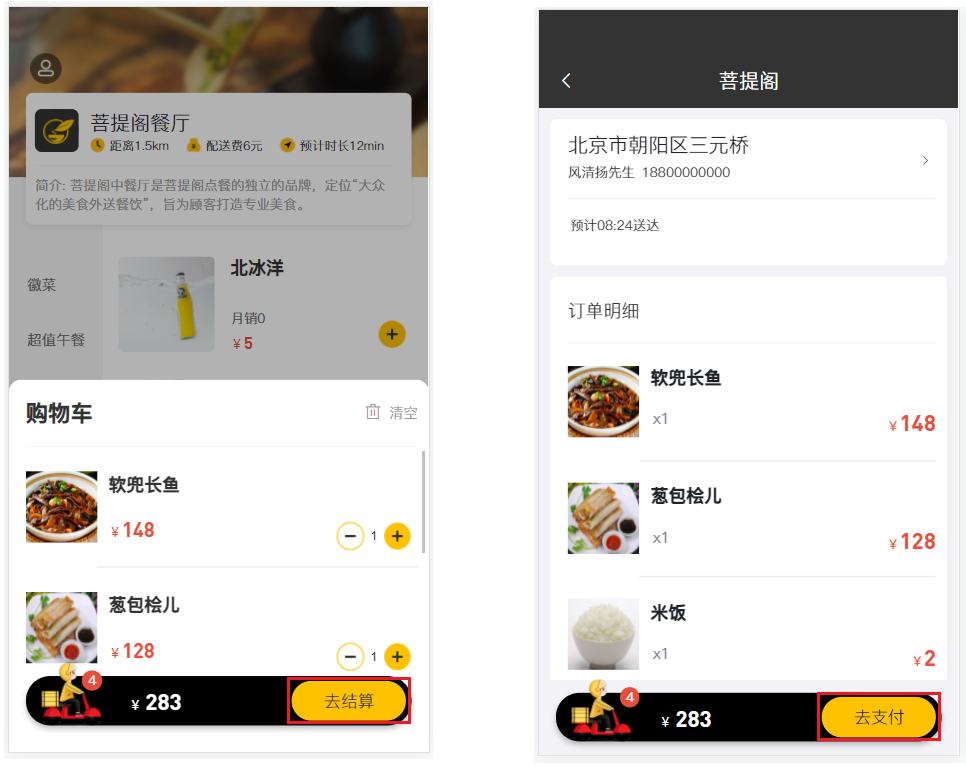 菩提阁餐厅
距离1.5km 配送费6元 预计时长12min
简介: 菩提阁中餐厅是菩提阁点餐的独立的品牌，定位“大众
化的美食外送餐饮”，旨为顾客打造专业美食。
徽菜
超值午餐
北冰洋
月销0
¥5
购物车
清空
软兜长鱼
¥148
1
葱包桧儿
¥128
1
4
¥283
去结算
菩提阁
北京市朝阳区三元桥
风清扬先生 18800000000
预计08:24送达
订单明细
软兜长鱼
x1
¥148
葱包桧儿
x1
¥128
米饭
x1
¥2
4
¥283
去支付